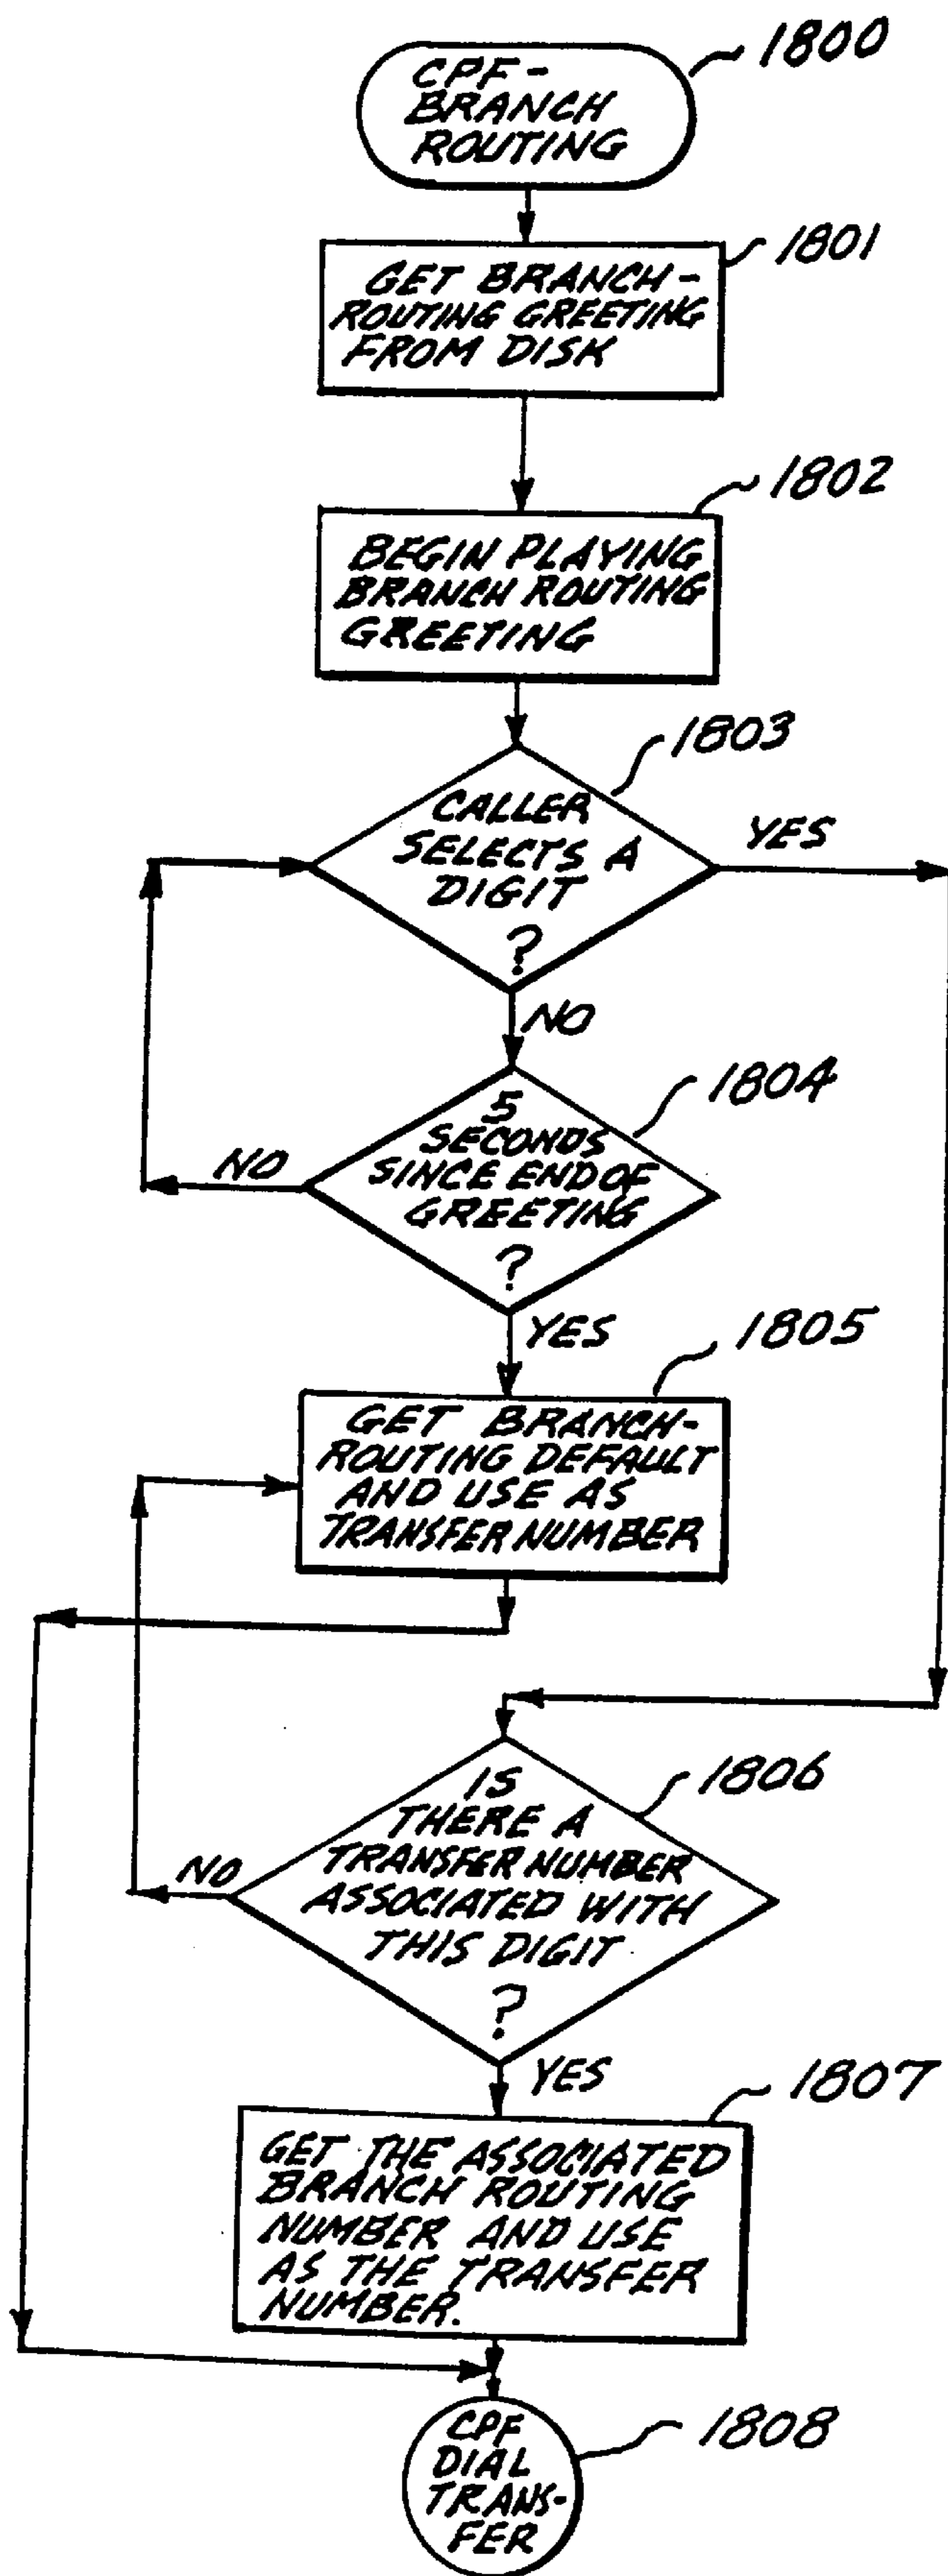 1800
CPF-
BRANCH
ROUTING
1801
GET BRANCH-
ROUTING GREETING
FROM DISK
1802
BEGIN PLAYING
BRANCH ROUTING
GREETING
1803
CALLER
SELECTS A
DIGIT
?
YES
NO
1804
5
SECONDS
SINCE END OF
GREETING
?
NO
YES
1805
GET BRANCH-
ROUTING DEFAULT
AND USE AS
TRANSFER NUMBER
1806
IS
THERE A
TRANSFER NUMBER
ASSOCIATED WITH
THIS DIGIT
?
NO
YES
1807
GET THE ASSOCIATED
BRANCH ROUTING
NUMBER AND USE
AS THE TRANSFER
NUMBER.
1808
CPF
DIAL
TRANS-
FER